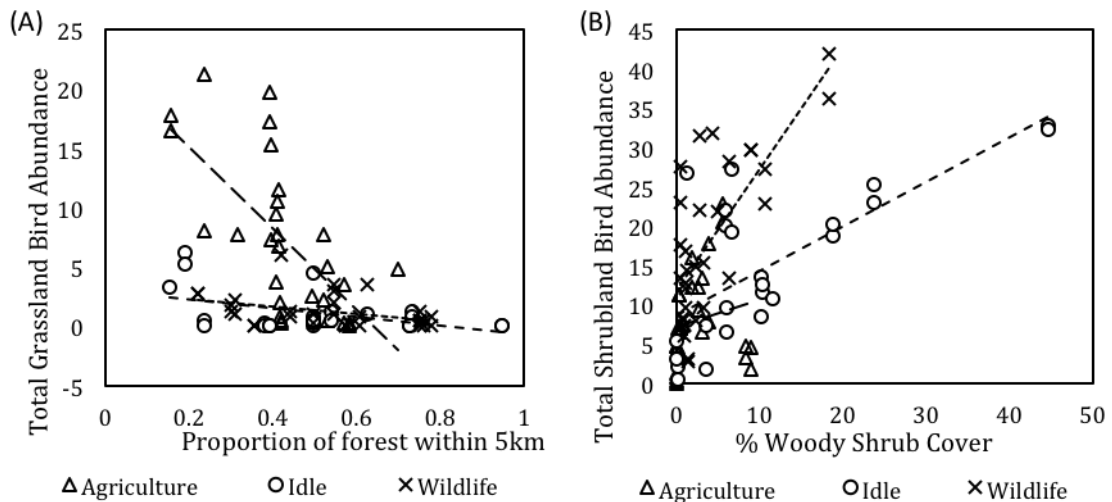 (A)
Total Grassland Bird Abundance
25
20
15
10
5
0
-5
0 0.2 0.4 0.6 0.8 1
Proportion of forest within 5km
Agriculture Idle Wildlife
(B)
Total Shrubland Bird Abundance
45
40
35
30
25
20
15
10
5
0
0 10 20 30 40 50
% Woody Shrub Cover
Agriculture Idle Wildlife